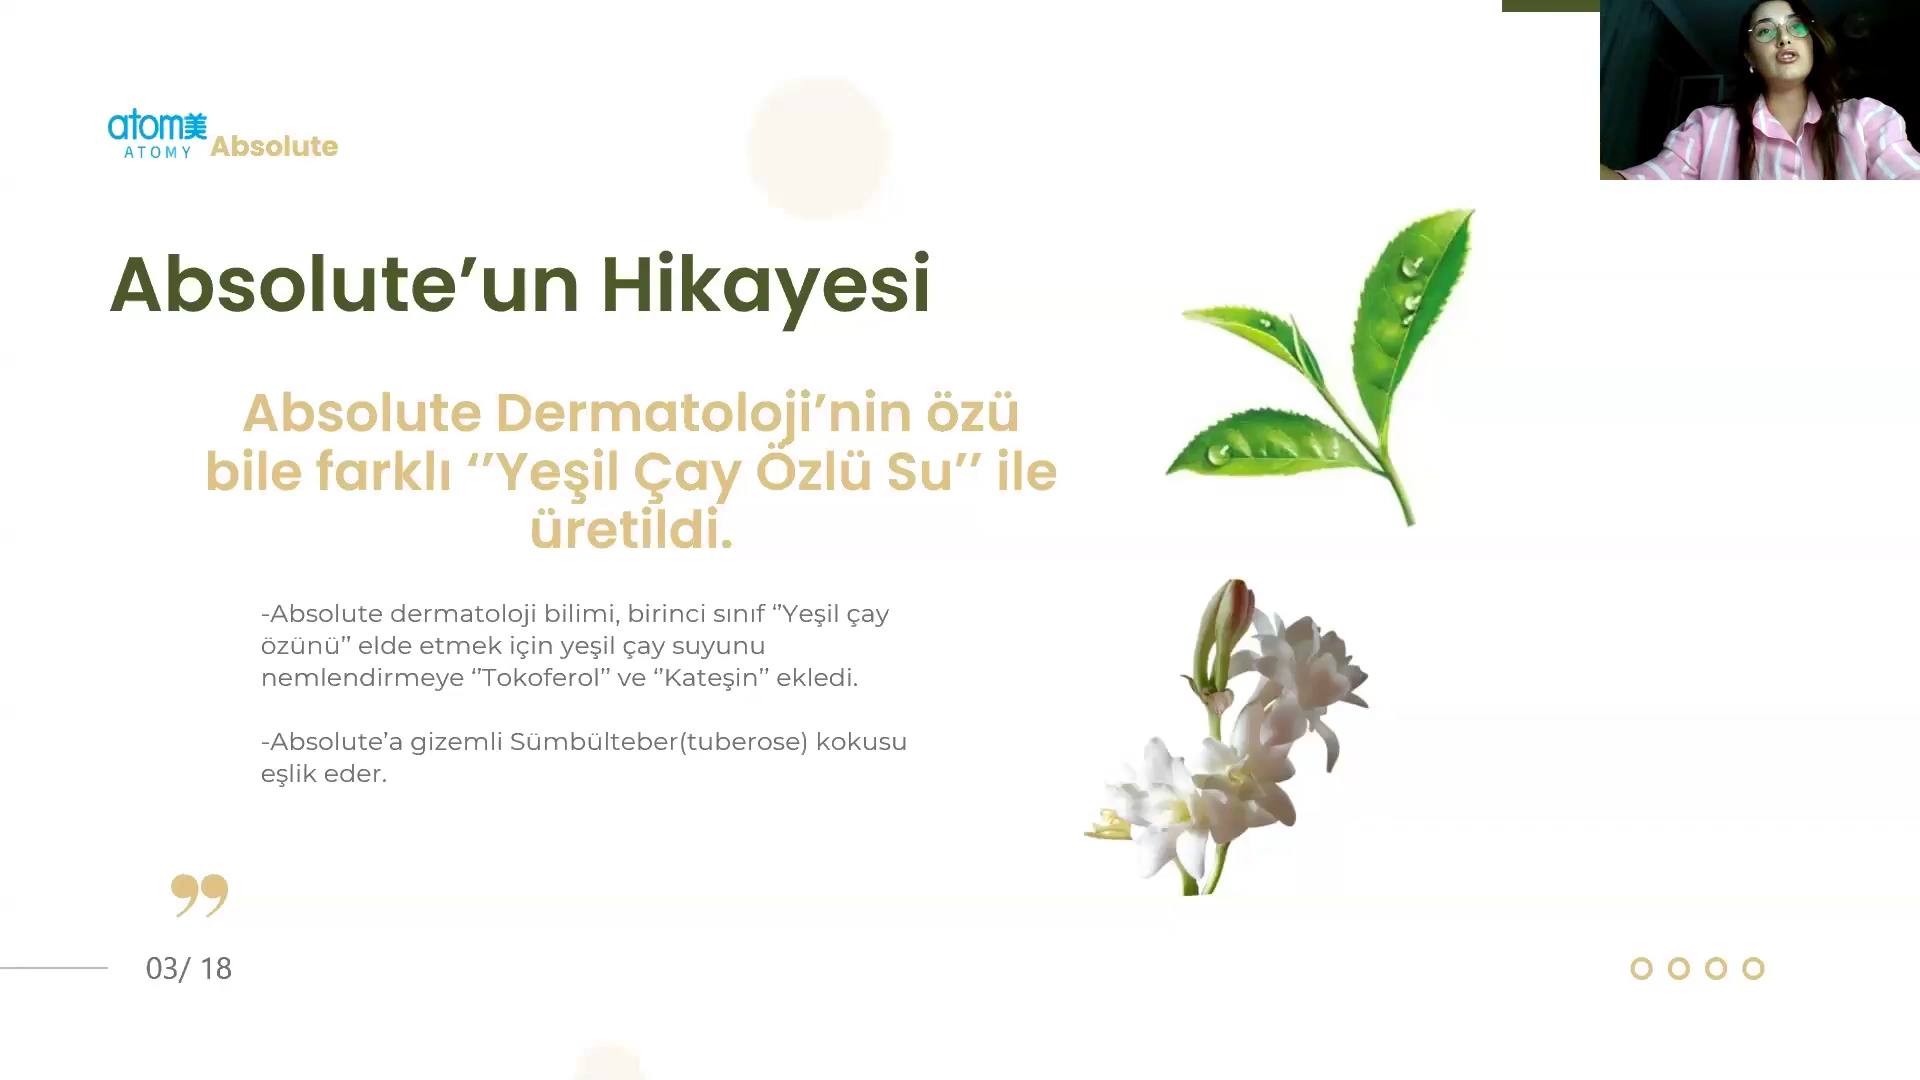 atom美
ATOMY Absolute
Absolute’un Hikayesi
Absolute Dermatoloji’nin özü
bile farklı ‘’Yeşil Çay Özlü Su’’ ile
üretildi.
-Absolute dermatoloji bilimi, birinci sınıf ‘’Yeşil çay
özünü’’ elde etmek için yeşil çay suyunu
nemlendirmeye ‘’Tokoferol’’ ve ‘’Kateşin’’ ekledi.
-Absolute’a gizemli Sümbülteber(tuberose) kokusu
eşlik eder.
03/ 18